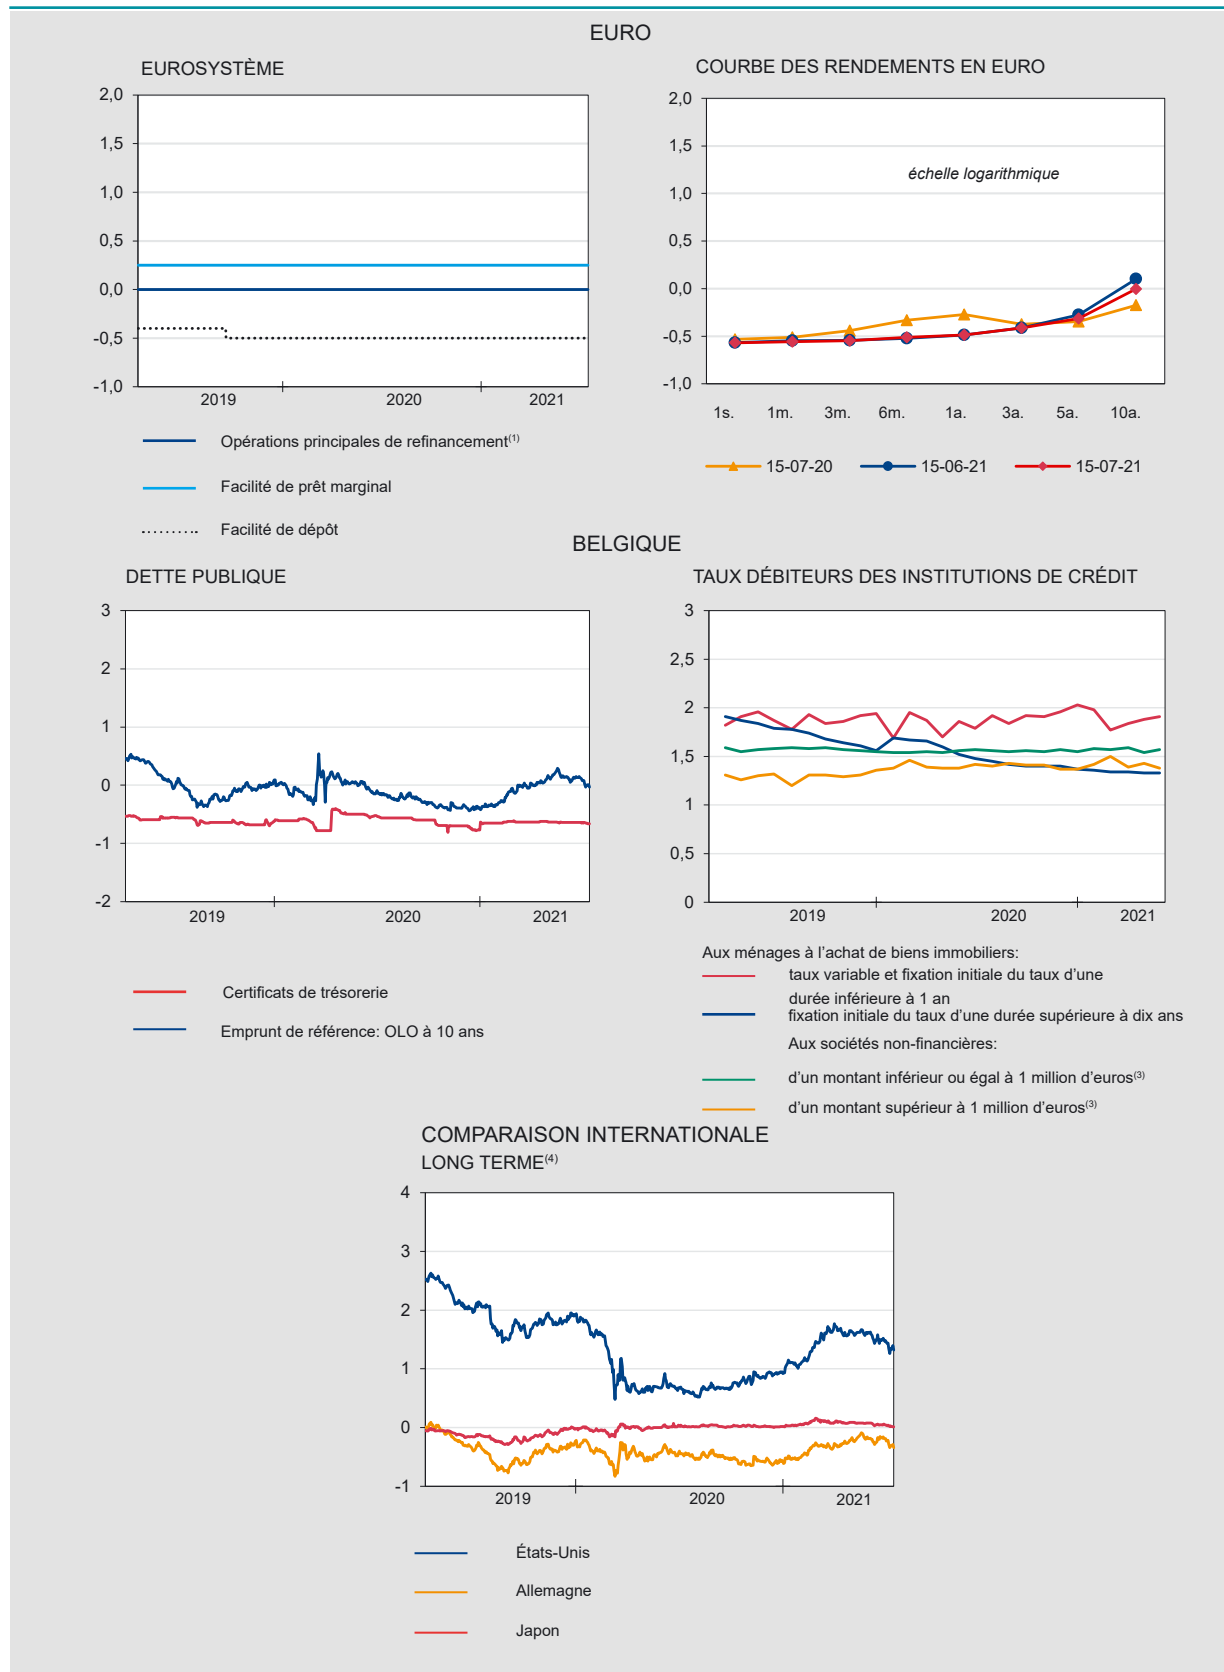 EURO
EUROSYSTÈME
2,0
1,5
1,0
0,5
0,0
-0,5
-1,0
2019 2020 2021
Opérations principales de refinancement(1)
Facilité de prêt marginal
Facilité de dépôt
COURBE DES RENDEMENTS EN EURO
2,0
1,5
1,0
0,5
0,0
-0,5
-1,0
échelle logarithmique
1s. 1m. 3m. 6m. 1a. 3a. 5a. 10a.
15-07-20 15-06-21 15-07-21
BELGIQUE
DETTE PUBLIQUE
3
2
1
0
-1
-2
2019 2020 2021
Certificats de trésorerie
Emprunt de référence: OLO à 10 ans
TAUX DÉBITEURS DES INSTITUTIONS DE CRÉDIT
3
2,5
2
1,5
1
0,5
0
2019 2020 2021
Aux ménages à l’achat de biens immobiliers:
taux variable et fixation initiale du taux d’une
durée inférieure à 1 an
fixation initiale du taux d’une durée supérieure à dix ans
Aux sociétés non-financières:
d’un montant inférieur ou égal à 1 million d’euros(3)
d’un montant supérieur à 1 million d’euros(3)
COMPARAISON INTERNATIONALE
LONG TERME(4)
4
3
2
1
0
-1
2019 2020 2021
États-Unis
Allemagne
Japon